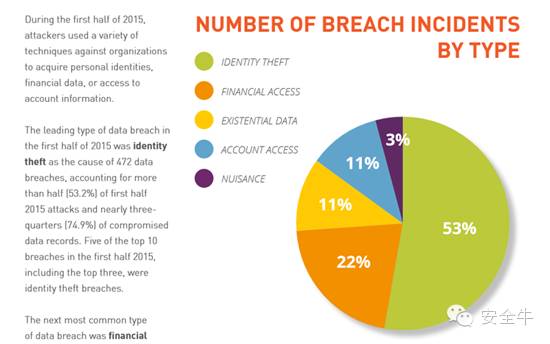 During the first half of 2015,
attackers used a variety of
techniques against organizations
to acquire personal identities,
financial data, or access to
account information.
The leading type of data breach in
the first half of 2015 was identity
theft as the cause of 472 data
breaches, accounting for more
than half (53.2%) of first half
2015 attacks and nearly three-
quarters (74.9%) of compromised
data records. Five of the top 10
breaches in the first half 2015,
including the top three, were
identity theft breaches.
The next most common type
of data breach was financial
NUMBER OF BREACH INCIDENTS
BY TYPE
IDENTITY THEFT
FINANCIAL ACCESS
EXISTENTIAL DATA
ACCOUNT ACCESS
NUISANCE
3%
11%
11%
22%
53%
安全牛